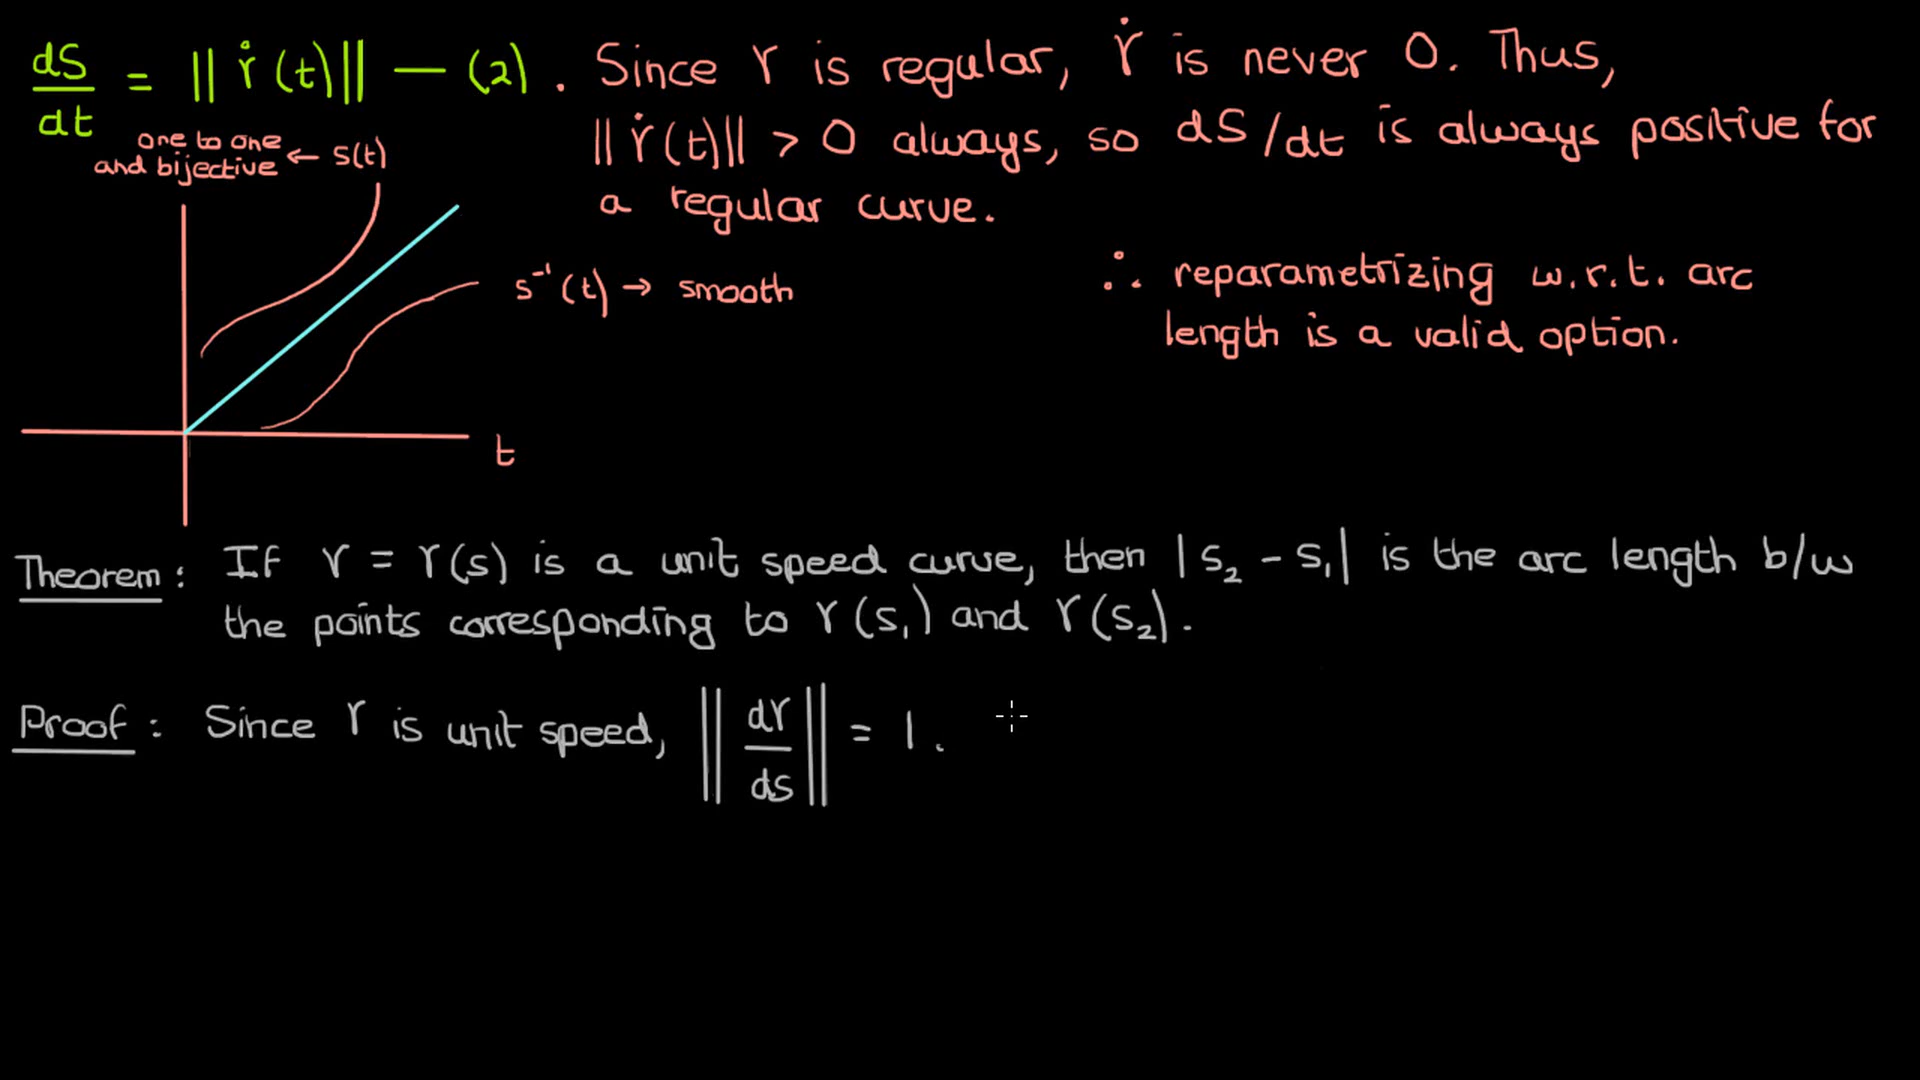 dS/dt = ||ṙ(t)|| — (2). Since r is regular, ṙ is never 0. Thus,
||ṙ(t)|| > 0 always, so dS/dt is always positive for
a regular curve.
one to one
and bijective ← s(t)
s⁻¹(t) → smooth
∴ reparametrizing w.r.t. arc
length is a valid option.
t
Theorem: If r = r(s) is a unit speed curve, then |s₂ - s₁| is the arc length b/w
the points corresponding to r(s₁) and r(s₂).
Proof: Since r is unit speed, ||dr/ds|| = 1.